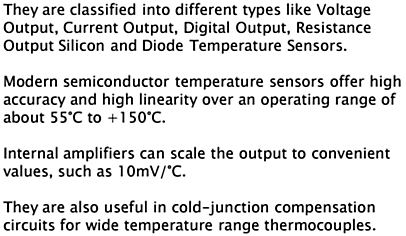 They are classified into different types like Voltage
Output, Current Output, Digital Output, Resistance
Output Silicon and Diode Temperature Sensors.
Modern semiconductor temperature sensors offer high
accuracy and high linearity over an operating range of
about 55°C to +150°C.
Internal amplifiers can scale the output to convenient
values, such as 10mV/°C.
They are also useful in cold-junction compensation
circuits for wide temperature range thermocouples.